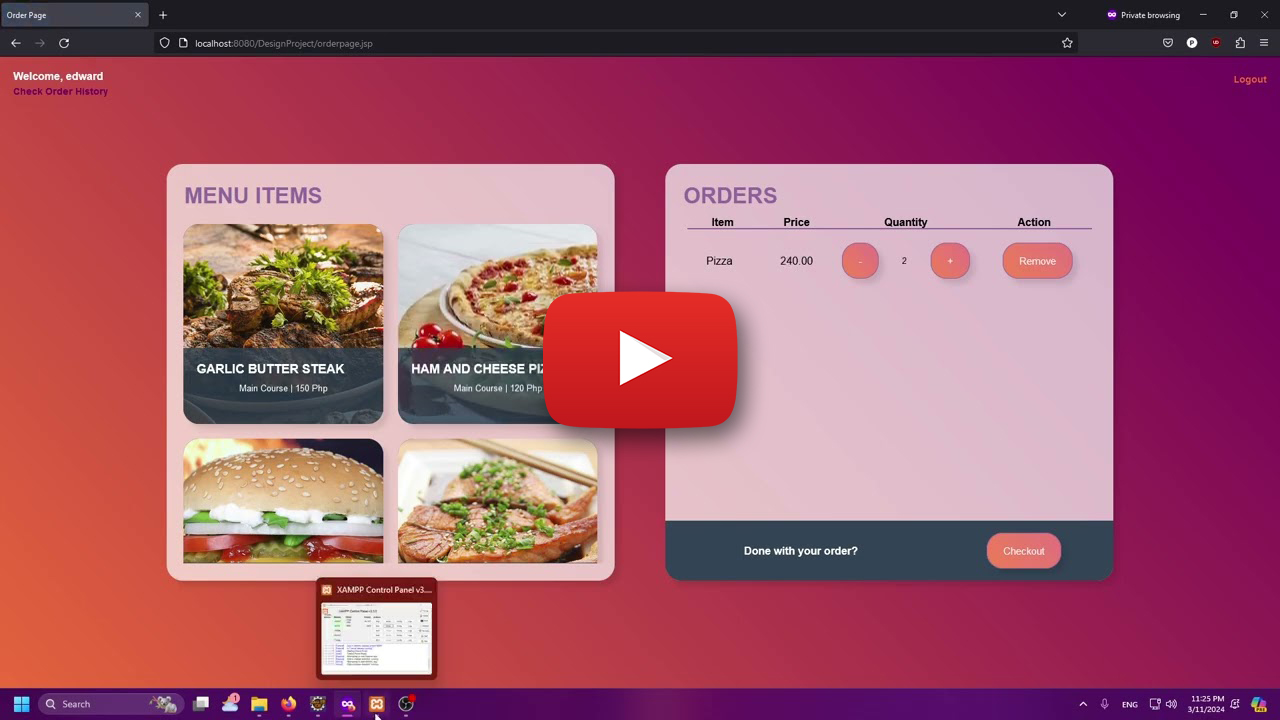 Order Page
Private browsing
localhost:8080/DesignProject/orderpage.jsp
Welcome, edward
Check Order History
Logout
MENU ITEMS
GARLIC BUTTER STEAK
Main Course | 150 Php
HAM AND CHEESE
Main Course | 120 Php
ORDERS
Item Price Quantity Action
Pizza 240.00 - 2 + Remove
Done with your order?
Checkout
XAMPP Control Panel v3....
Search
1
ENG
11:25 PM
3/11/2024